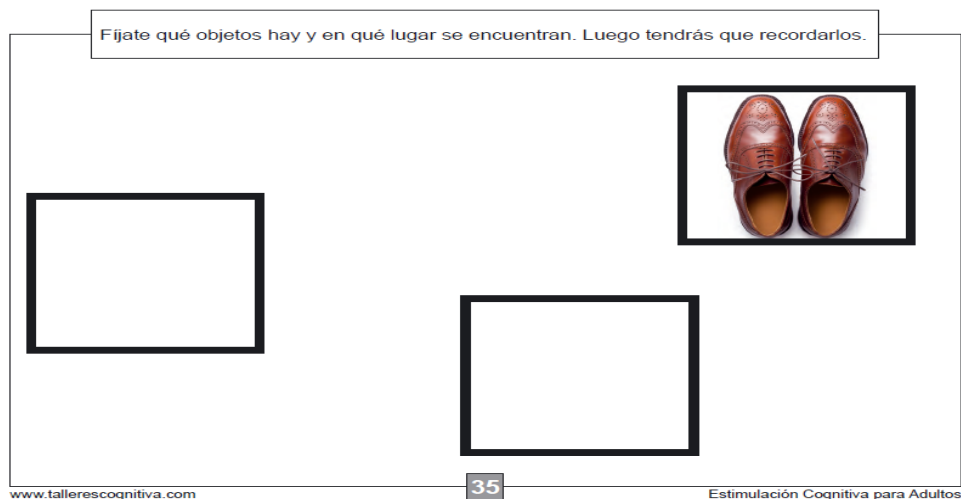 Fíjate qué objetos hay y en qué lugar se encuentran. Luego tendrás que recordarlos.
www.tallerescognitiva.com
35
Estimulación Cognitiva para Adultos